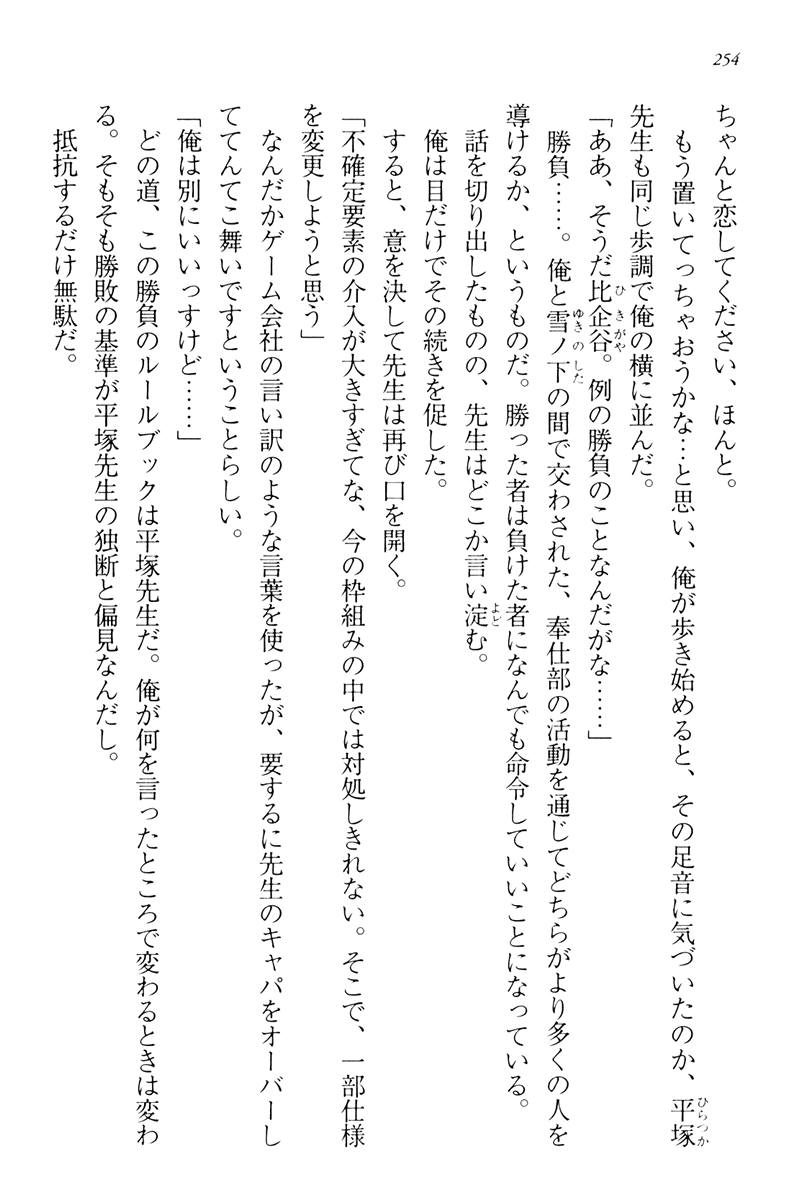 254
ちゃんと恋してください、ほんと。
もう置いてっちゃおうかな…と思い、俺が歩き始めると、その足音に気づいたのか、平塚
先生も同じ歩調で俺の横に並んだ。
「ああ、そうだ比企谷。例の勝負のことなんだがな……」
勝負……。俺と雪ノ下の間で交わされた、奉仕部の活動を通じてどちらがより多くの人を
導けるか、というものだ。勝った者は負けた者になんでも命令していいことになっている。
話を切り出したものの、先生はどこか言い淀む。
俺は目だけでその続きを促した。
すると、意を決して先生は再び口を開く。
「不確定要素の介入が大きすぎてな、今の枠組みの中では対処しきれない。そこで、一部仕様
を変更しようと思う」
なんだかゲーム会社の言い訳のような言葉を使ったが、要するに先生のキャパをオーバーし
ててんてこ舞いですということらしい。
「俺は別にいいっすけど……」
どの道、この勝負のルールブックは平塚先生だ。俺が何を言ったところで変わるときは変わ
る。そもそも勝敗の基準が平塚先生の独断と偏見なんだし。
抵抗するだけ無駄だ。